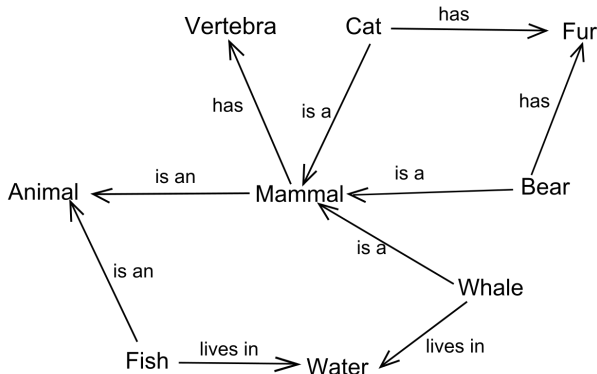 Vertebra
Cat
has
Fur
has
is a
has
Animal
is an
Mammal
is a
Bear
is an
is a
Whale
Fish
lives in
Water
lives in